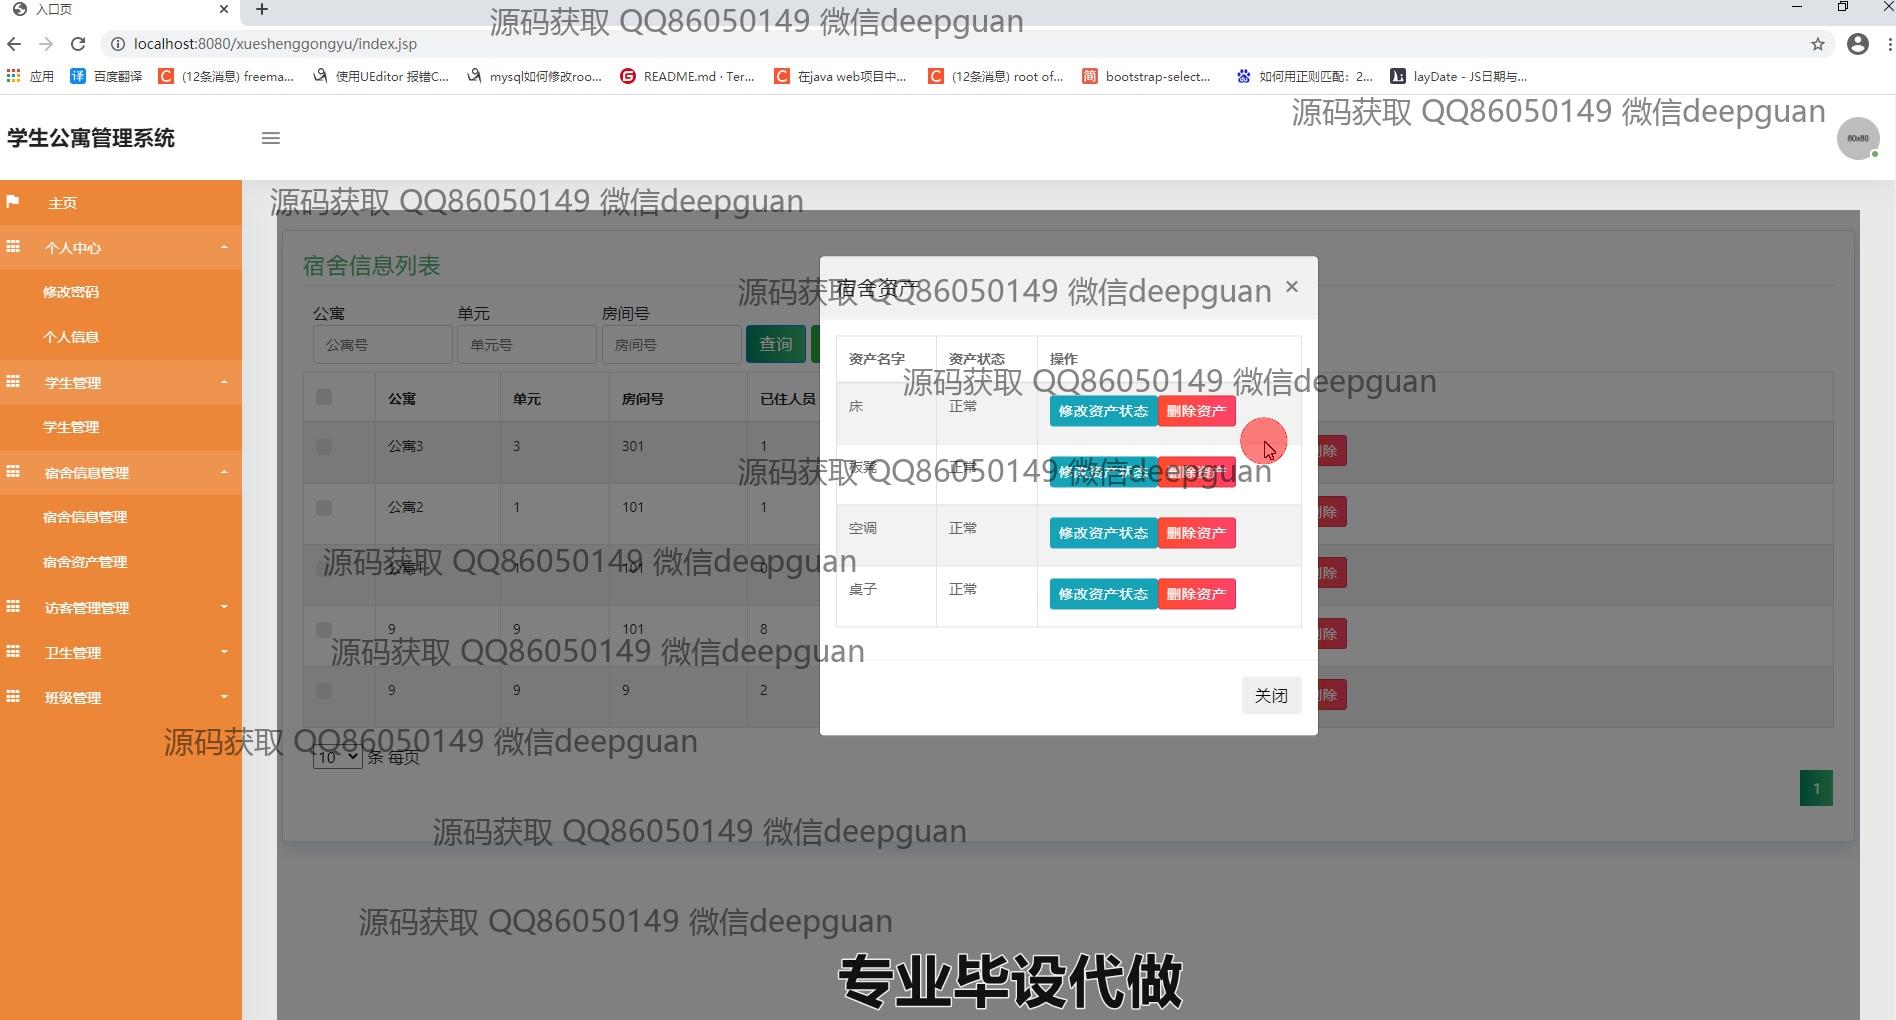 入口页
localhost:8080/xueshenggongyu/index.jsp
应用 百度翻译 (12条消息) freema... 使用UEditor 报错C... mysql如何修改roo... README.md · Ter... 在java web项目中... (12条消息) root of... bootstrap-select... 如何用正则匹配：2... layDate - JS日期与...
源码获取 QQ86050149 微信deepguan
源码获取 QQ86050149 微信deepguan
学生公寓管理系统
80x80
主页
个人中心
修改密码
个人信息
学生管理
学生管理
宿舍信息管理
宿舍信息管理
宿舍资产管理
访客管理管理
卫生管理
班级管理
源码获取 QQ86050149 微信deepguan
宿舍信息列表
公寓 单元 房间号
公寓号 单元号 房间号 查询
公寓 单元 房间号 已住人员
公寓3 3 301 1 删除
公寓2 1 101 1 删除
公寓1 1 101 0 删除
9 9 101 8 删除
9 9 9 2 删除
10 条 每页
1
宿舍资产 ×
源码获取 QQ86050149 微信deepguan
资产名字 资产状态 操作
源码获取 QQ86050149 微信deepguan
床 正常 修改资产状态 删除资产
板凳 正常 修改资产状态 删除资产
源码获取 QQ86050149 微信deepguan
空调 正常 修改资产状态 删除资产
桌子 正常 修改资产状态 删除资产
关闭
源码获取 QQ86050149 微信deepguan
源码获取 QQ86050149 微信deepguan
源码获取 QQ86050149 微信deepguan
源码获取 QQ86050149 微信deepguan
源码获取 QQ86050149 微信deepguan
专业毕设代做